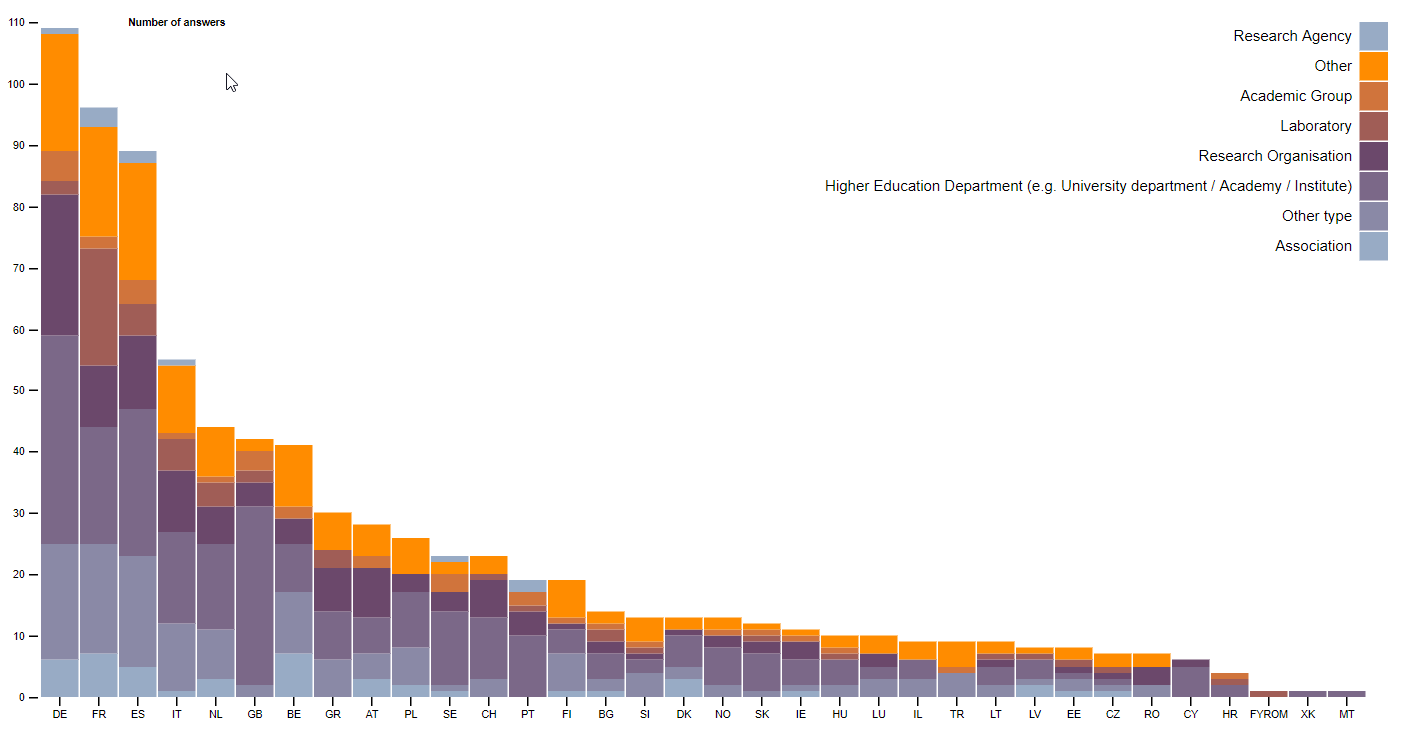 Number of answers
110
100
90
80
70
60
50
40
30
20
10
0
Research Agency
Other
Academic Group
Laboratory
Research Organisation
Higher Education Department (e.g. University department / Academy / Institute)
Other type
Association
DE FR ES IT NL GB BE GR AT PL SE CH PT FI BG SI DK NO SK IE HU LU IL TR LT LV EE CZ RO CY HR FYROM XK MT